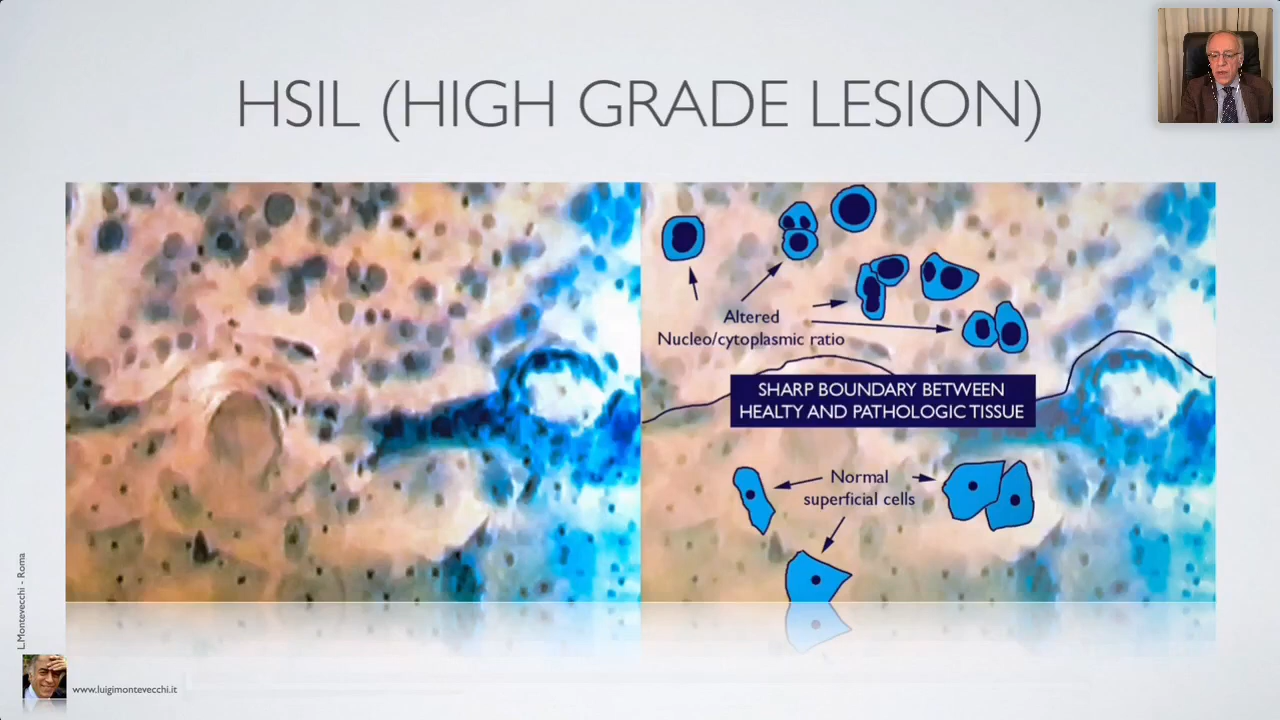 HSIL (HIGH GRADE LESION)
Altered
Nucleo/cytoplasmic ratio
SHARP BOUNDARY BETWEEN
HEALTY AND PATHOLOGIC TISSUE
Normal
superficial cells
L.Montevecchi - Roma
www.luigimontevecchi.it